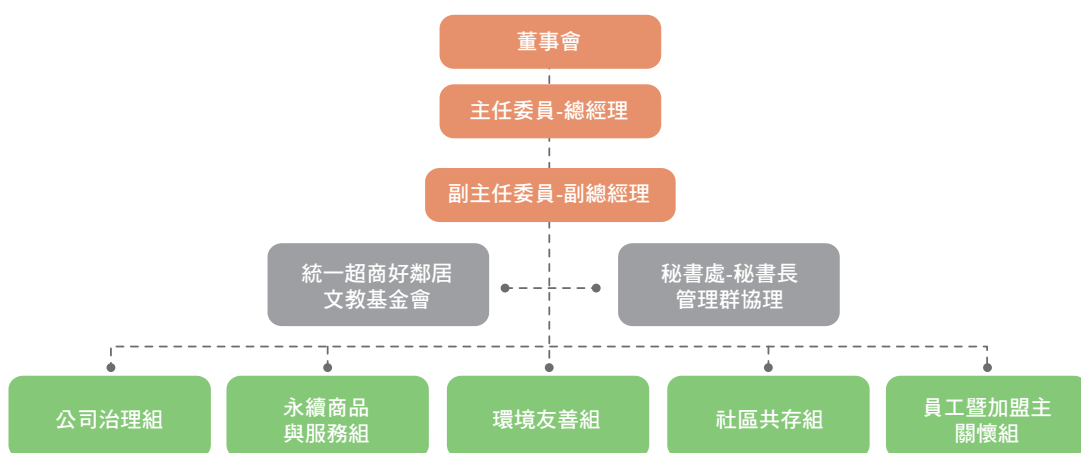 董事會
主任委員-總經理
副主任委員-副總經理
統一超商好鄰居
文教基金會
秘書處-秘書長
管理群協理
公司治理組
永續商品
與服務組
環境友善組
社區共存組
員工暨加盟主
關懷組